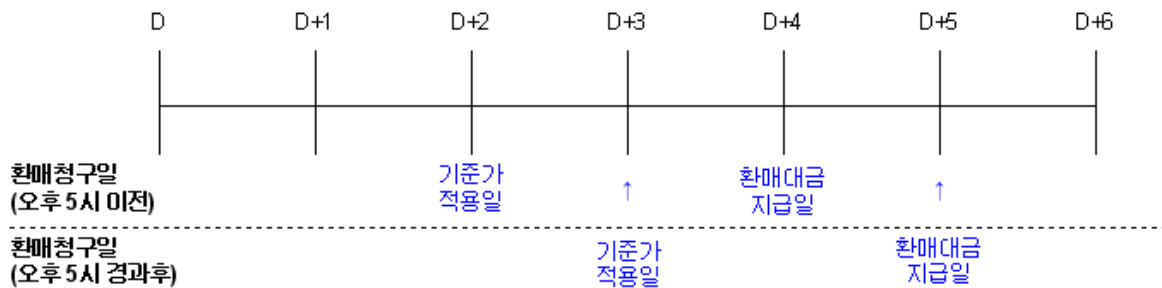 D D+1 D+2 D+3 D+4 D+5 D+6
환매청구일
(오후 5시 이전)
기준가
적용일
↑
환매대금
지급일
↑
환매청구일
(오후 5시 경과후)
기준가
적용일
환매대금
지급일